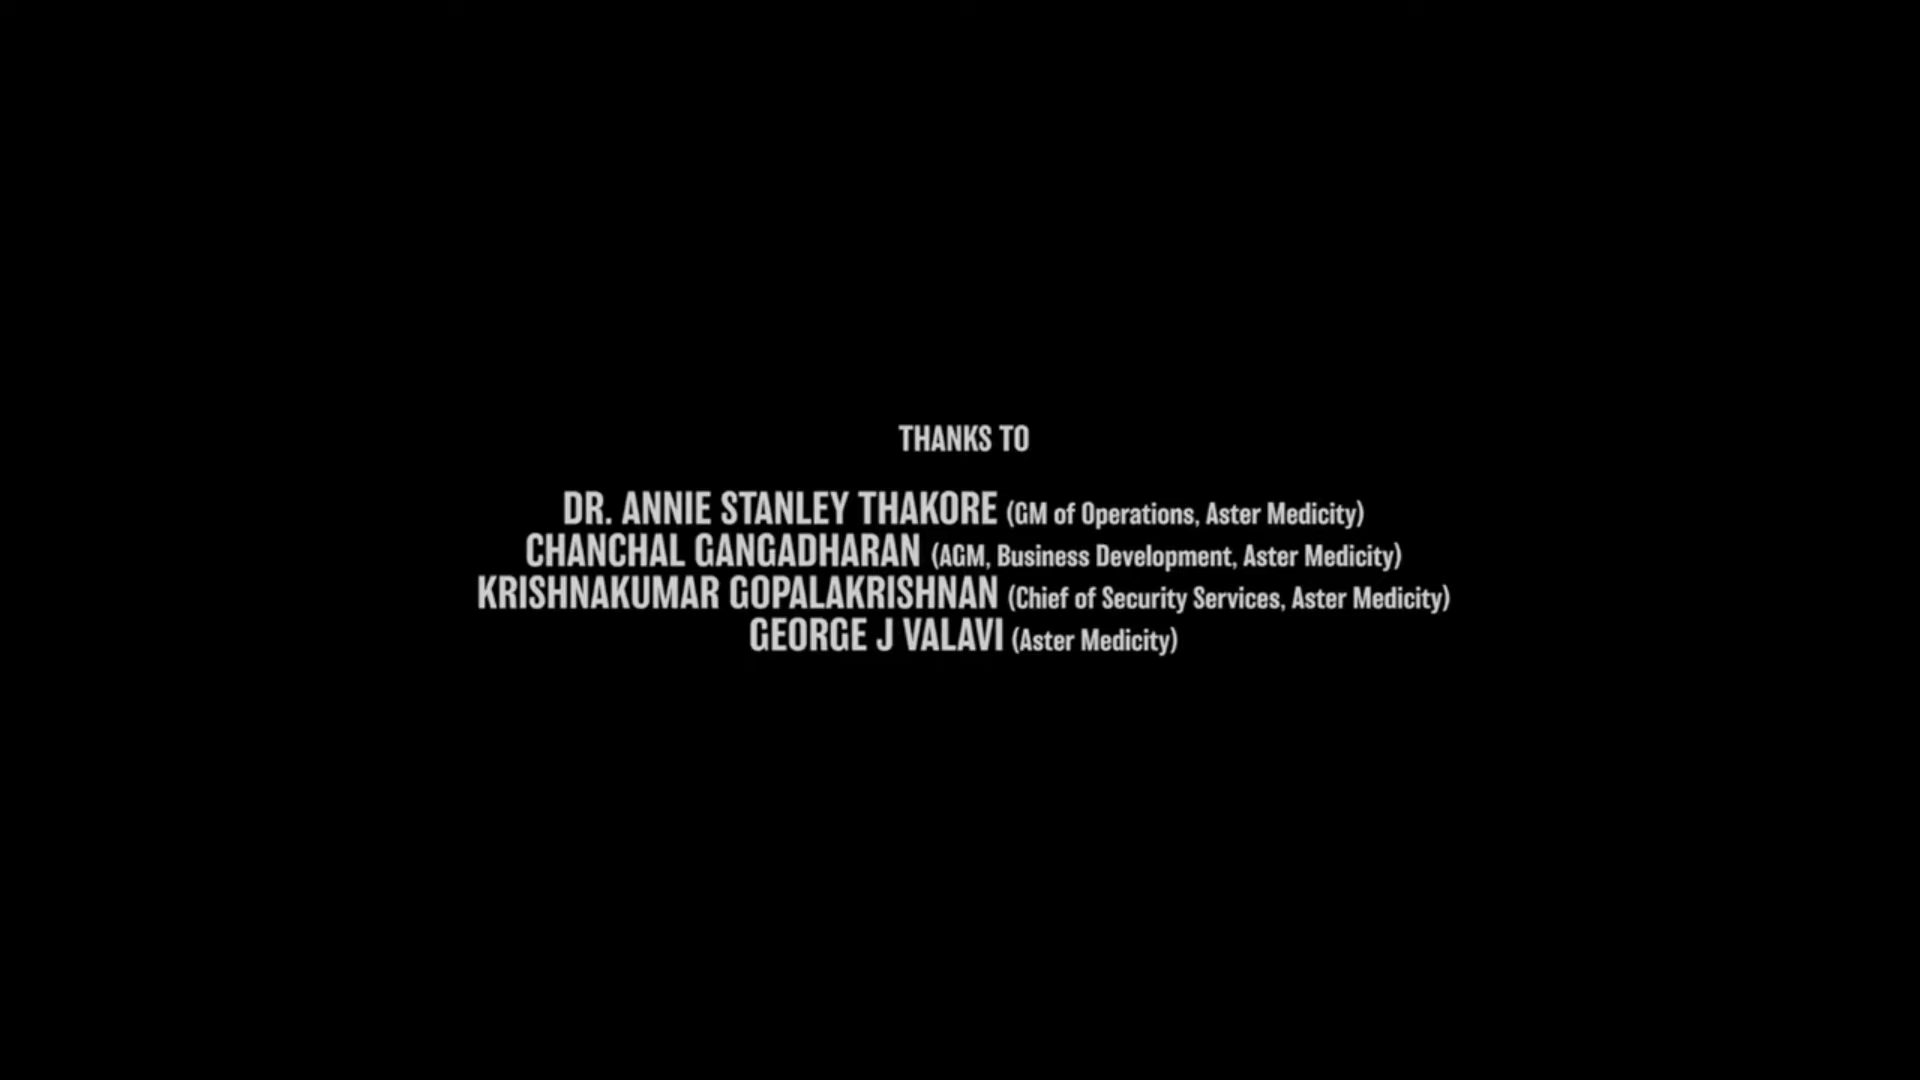 THANKS TO
DR. ANNIE STANLEY THAKORE (GM of Operations, Aster Medicity)
CHANCHAL GANGADHARAN (AGM, Business Development, Aster Medicity)
KRISHNAKUMAR GOPALAKRISHNAN (Chief of Security Services, Aster Medicity)
GEORGE J VALAVI (Aster Medicity)